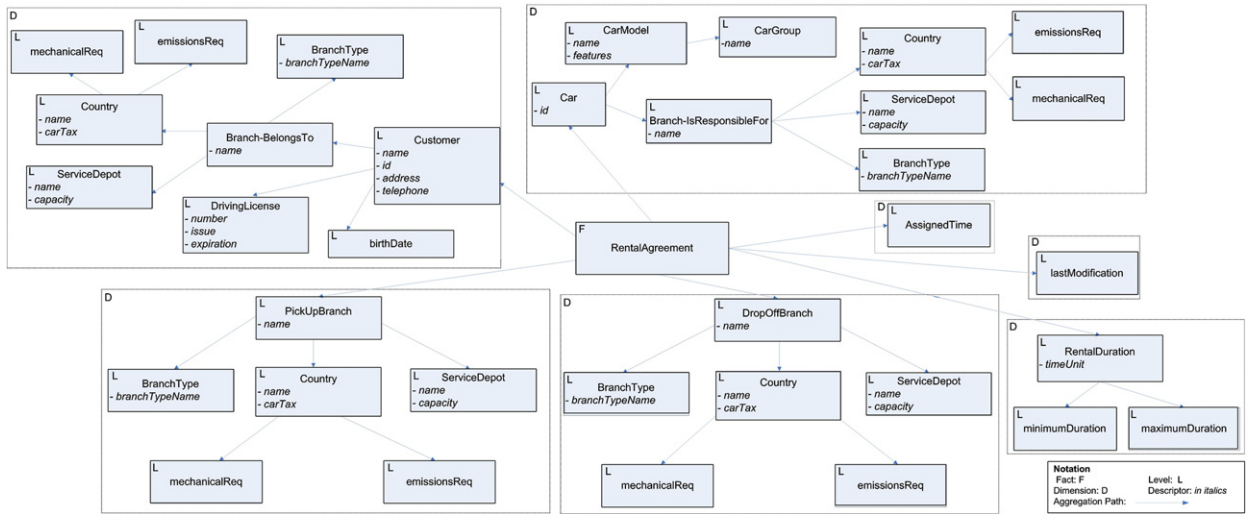 D
L
mechanicalReq
L
emissionsReq
L
BranchType
- branchTypeName
L
Country
- name
- carTax
L
Branch-BelongsTo
- name
L
Customer
- name
- id
- address
- telephone
L
ServiceDepot
- name
- capacity
L
DrivingLicense
- number
- issue
- expiration
L
birthDate
D
L
CarModel
- name
- features
L
CarGroup
-name
L
Country
- name
- carTax
L
emissionsReq
L
mechanicalReq
L
Car
- id
L
Branch-IsResponsibleFor
- name
L
ServiceDepot
- name
- capacity
L
BranchType
- branchTypeName
F
RentalAgreement
D
L
AssignedTime
D
L
lastModification
D
L
PickUpBranch
- name
L
BranchType
- branchTypeName
L
Country
- name
- carTax
L
ServiceDepot
- name
- capacity
L
mechanicalReq
L
emissionsReq
D
L
DropOffBranch
- name
L
BranchType
- branchTypeName
L
Country
- name
- carTax
L
ServiceDepot
- name
- capacity
L
mechanicalReq
L
emissionsReq
D
L
RentalDuration
- timeUnit
L
minimumDuration
L
maximumDuration
Notation
Fact: F Level: L
Dimension: D Descriptor: in italics
Aggregation Path: